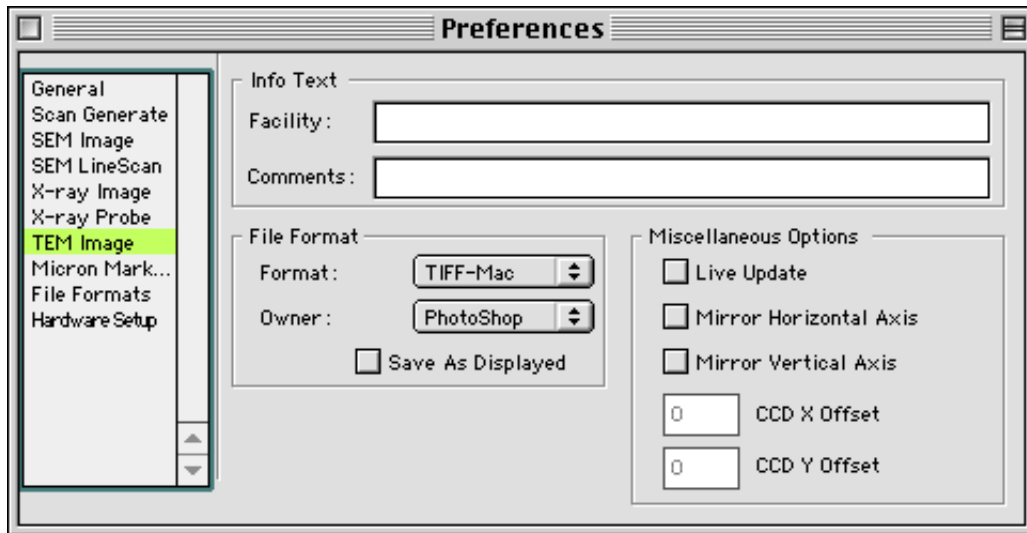 Preferences
General
Scan Generate
SEM Image
SEM LineScan
X-ray Image
X-ray Probe
TEM Image
Micron Mark...
File Formats
Hardware Setup
Info Text
Facility:
Comments:
File Format
Format: TIFF-Mac
Owner: PhotoShop
Save As Displayed
Miscellaneous Options
Live Update
Mirror Horizontal Axis
Mirror Vertical Axis
0 CCD X Offset
0 CCD Y Offset